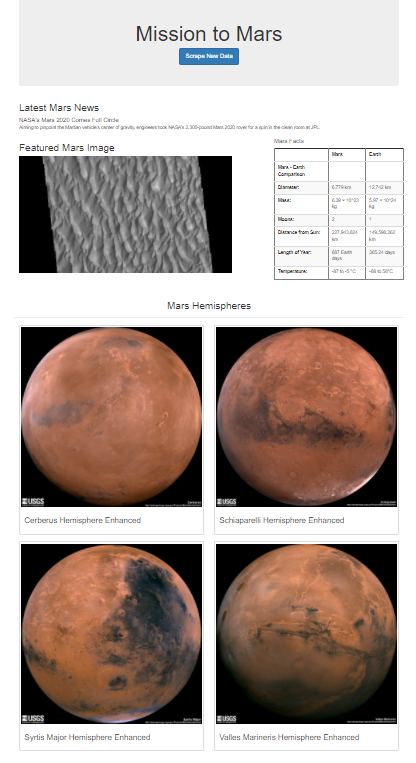 Mission to Mars
Scrape New Data
Latest Mars News
NASA's Mars 2020 Comes Full Circle
Aiming to pinpoint the Martian vehicle's center of gravity, engineers took NASA's 2,300-pound Mars 2020 rover for a spin in the clean room at JPL.
Featured Mars Image
Mars Facts
Mars Earth
Mars - Earth
Comparison
Diameter: 6,779 km 12,742 km
Mass: 6.39 × 10^23 5.97 × 10^24
kg kg
Moons: 2 1
Distance from Sun: 227,943,824 149,598,262
km km
Length of Year: 687 Earth 365.24 days
days
Temperature: -87 to -5 °C -88 to 58°C
Mars Hemispheres
USGS Cerberus
USGS
Cerberus Hemisphere Enhanced
Schiaparelli Hemisphere Enhanced
USGS Syrtis Major
USGS Valles Marineris
Syrtis Major Hemisphere Enhanced
Valles Marineris Hemisphere Enhanced